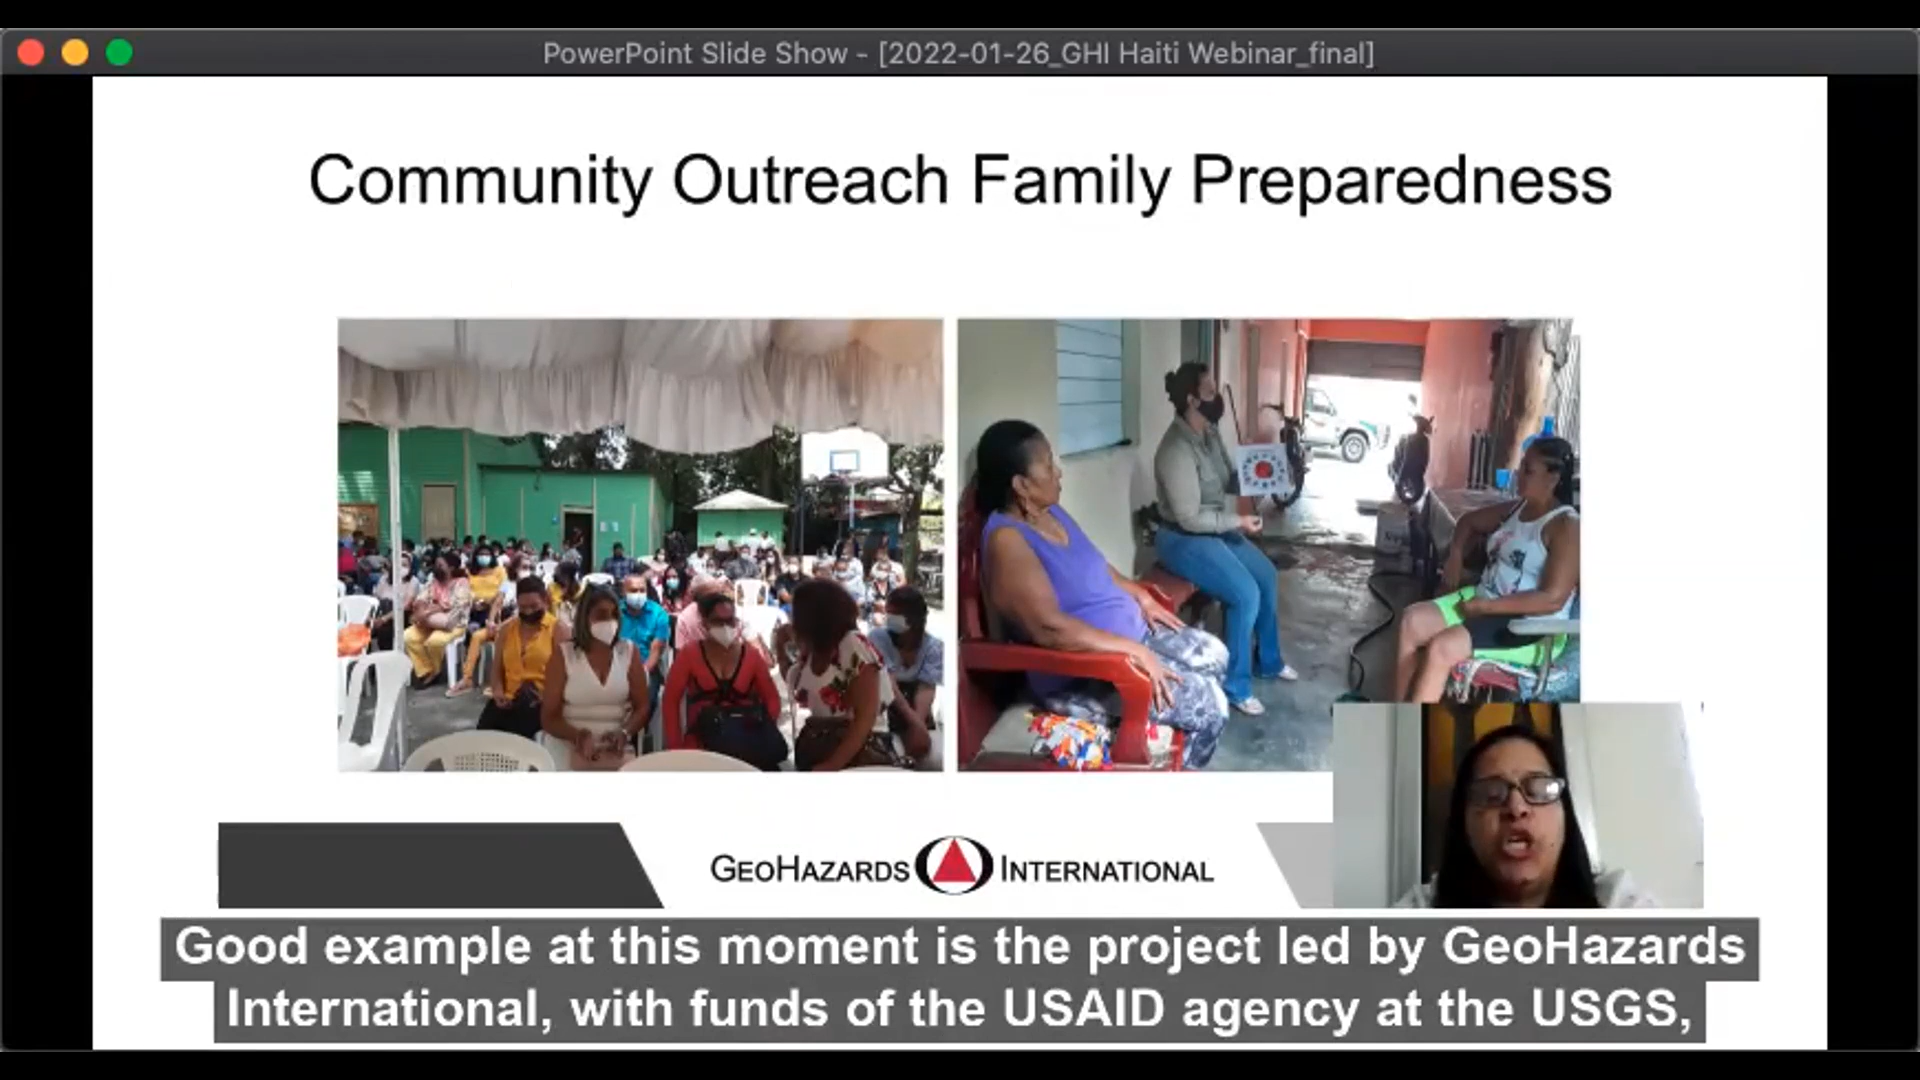 PowerPoint Slide Show - [2022-01-26_GHI Haiti Webinar_final]
Community Outreach Family Preparedness
GEOHAZARDS INTERNATIONAL
Good example at this moment is the project led by GeoHazards
International, with funds of the USAID agency at the USGS,